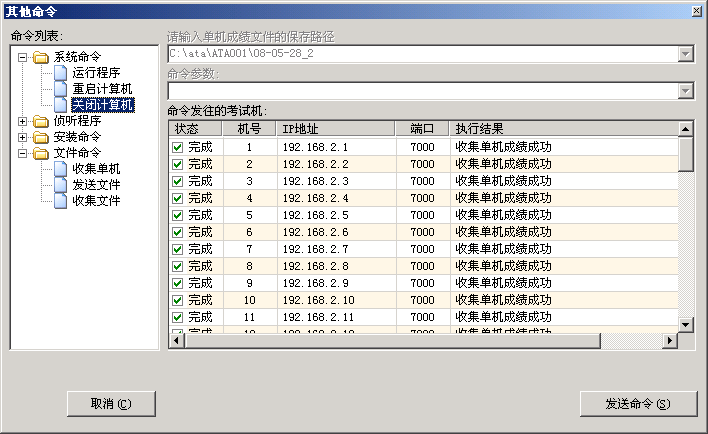 其他命令
命令列表:
系统命令
运行程序
重启计算机
关闭计算机
侦听程序
安装命令
文件命令
收集单机
发送文件
收集文件
请输入单机成绩文件的保存路径
C:\ata\ATA001\08-05-28_2
命令参数:
命令发往的考试机:
状态 机号 IP地址 端口 执行结果
完成 1 192.168.2.1 7000 收集单机成绩成功
完成 2 192.168.2.2 7000 收集单机成绩成功
完成 3 192.168.2.3 7000 收集单机成绩成功
完成 4 192.168.2.4 7000 收集单机成绩成功
完成 5 192.168.2.5 7000 收集单机成绩成功
完成 6 192.168.2.6 7000 收集单机成绩成功
完成 7 192.168.2.7 7000 收集单机成绩成功
完成 8 192.168.2.8 7000 收集单机成绩成功
完成 9 192.168.2.9 7000 收集单机成绩成功
完成 10 192.168.2.10 7000 收集单机成绩成功
完成 11 192.168.2.11 7000 收集单机成绩成功
取消(C)
发送命令(S)